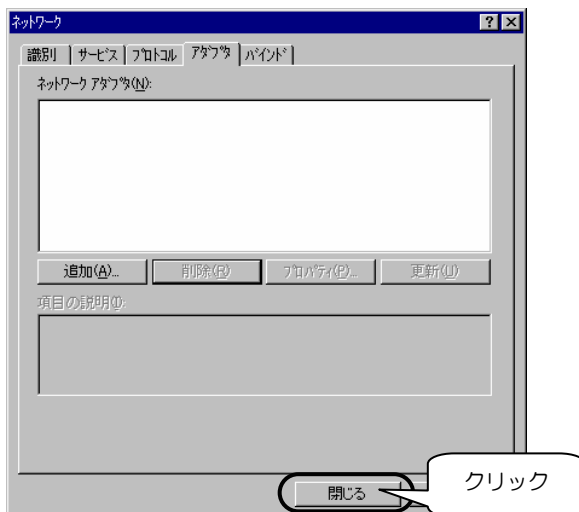 ネットワーク
識別 サービス プロトコル アダプタ バインド
ネットワーク アダプタ(N):
追加(A)... 削除(R) プロパティ(P)... 更新(U)
項目の説明(I):
閉じる
クリック